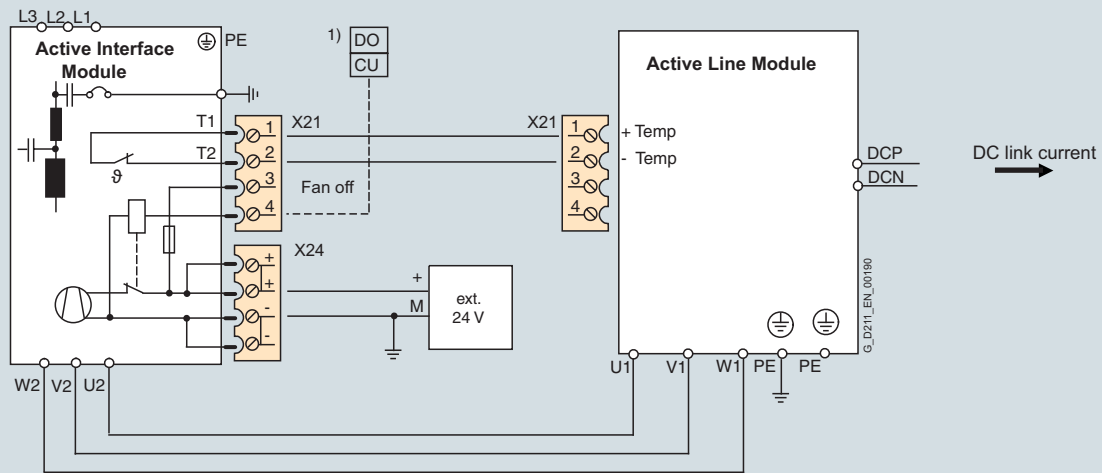 L3 L2 L1
Active Interface
Module
PE
1) DO
CU
Active Line Module
T1
T2
ϑ
X21
1
2
3
4
Fan off
X21
1
2
3
4
+ Temp
- Temp
DCP
DCN
DC link current
X24
+
+
-
-
+
M
ext.
24 V
G_D211_EN_00190
W2 V2 U2
U1 V1 W1 PE PE